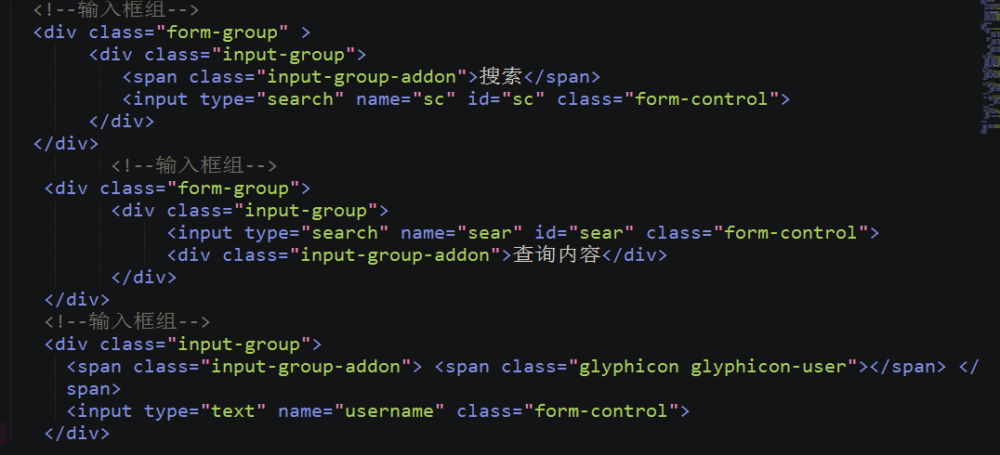 <!--输入框组-->
<div class="form-group" >
<div class="input-group">
<span class="input-group-addon">搜索</span>
<input type="search" name="sc" id="sc" class="form-control">
</div>
</div>
<!--输入框组-->
<div class="form-group">
<div class="input-group">
<input type="search" name="sear" id="sear" class="form-control">
<div class="input-group-addon">查询内容</div>
</div>
</div>
<!--输入框组-->
<div class="input-group">
<span class="input-group-addon"> <span class="glyphicon glyphicon-user"></span> </
span>
<input type="text" name="username" class="form-control">
</div>